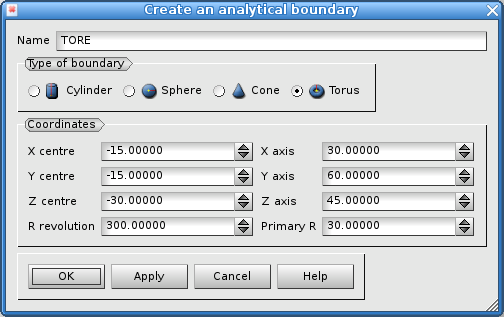 Create an analytical boundary
Name TORE
Type of boundary
Cylinder Sphere Cone Torus
Coordinates
X centre -15.00000 X axis 30.00000
Y centre -15.00000 Y axis 60.00000
Z centre -30.00000 Z axis 45.00000
R revolution 300.00000 Primary R 30.00000
OK Apply Cancel Help